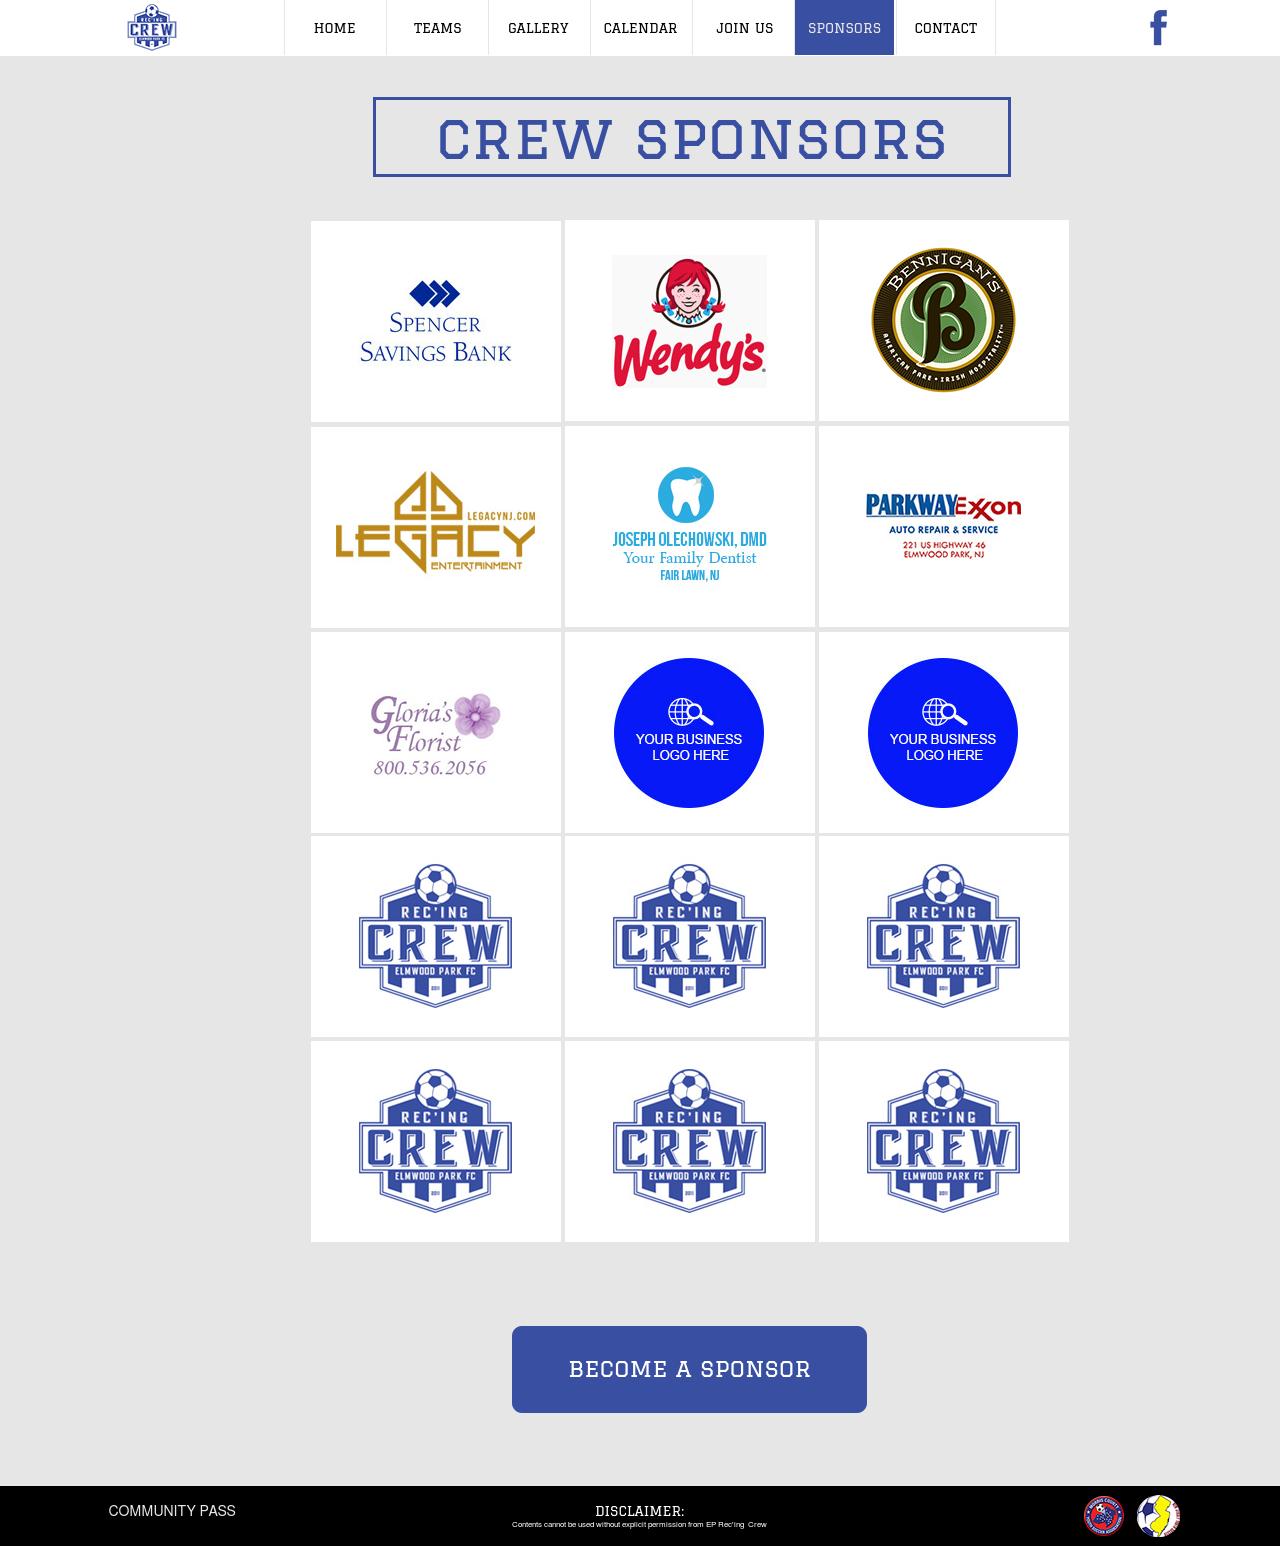 REC'ING
CREW
ELMWOOD PARK FC
HOME TEAMS GALLERY CALENDAR JOIN US SPONSORS CONTACT
CREW SPONSORS
SPENCER
SAVINGS BANK
Wendy's
BENNIGAN'S
B
AMERICAN FARE • IRISH HOSPITALITY™
LEGACYNJ.COM
LEGACY
ENTERTAINMENT
JOSEPH OLECHOWSKI, DMD
Your Family Dentist
FAIR LAWN, NJ
PARKWAY Exxon
AUTO REPAIR & SERVICE
221 US HIGHWAY 46
ELMWOOD PARK, NJ
Gloria's
Florist
800.536.2056
YOUR BUSINESS
LOGO HERE
YOUR BUSINESS
LOGO HERE
REC'ING
CREW
ELMWOOD PARK FC
2011
REC'ING
CREW
ELMWOOD PARK FC
2011
REC'ING
CREW
ELMWOOD PARK FC
2011
REC'ING
CREW
ELMWOOD PARK FC
2011
REC'ING
CREW
ELMWOOD PARK FC
2011
REC'ING
CREW
ELMWOOD PARK FC
2011
BECOME A SPONSOR
COMMUNITY PASS
DISCLAIMER:
Contents cannot be used without explicit permission from EP Rec'ing Crew